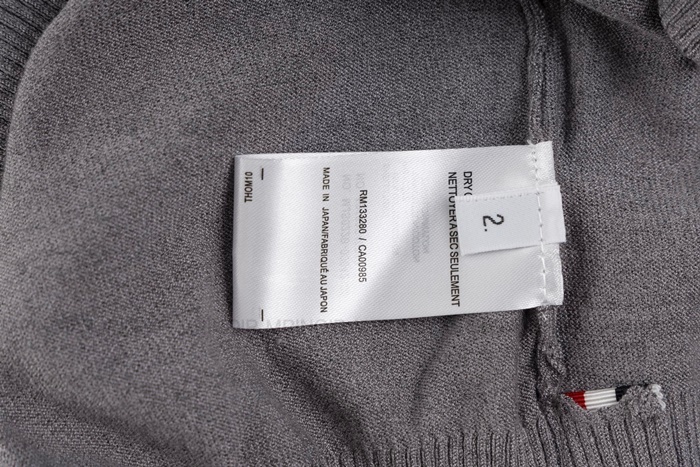 DRY
NETTOYER A SEC SEULEMENT
2.
RM133280 / CA00985
MADE IN JAPAN/FABRIQUÉ AU JAPON
THOM10